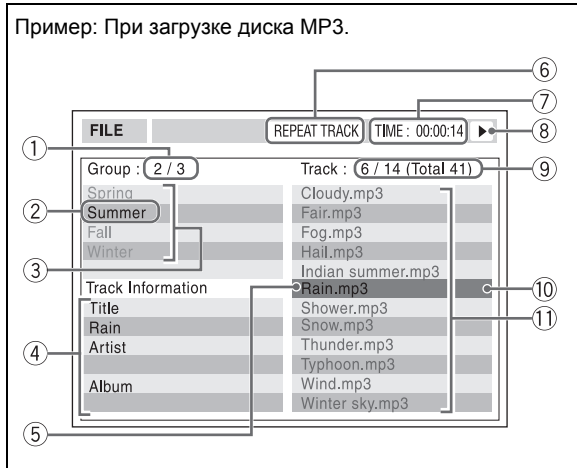 Пример: При загрузке диска MP3.
⑥
⑦
FILE REPEAT TRACK TIME : 00:00:14 ⑧
①
Group : 2 / 3 Track : 6 / 14 (Total 41) ⑨
Spring Cloudy.mp3
② Summer Fair.mp3
Fall Fog.mp3
Winter Hail.mp3
③ Indian summer.mp3
Track Information Rain.mp3 ⑩
Title Shower.mp3 ⑪
Rain Snow.mp3
④ Artist Thunder.mp3
Typhoon.mp3
Album Wind.mp3
Winter sky.mp3
⑤